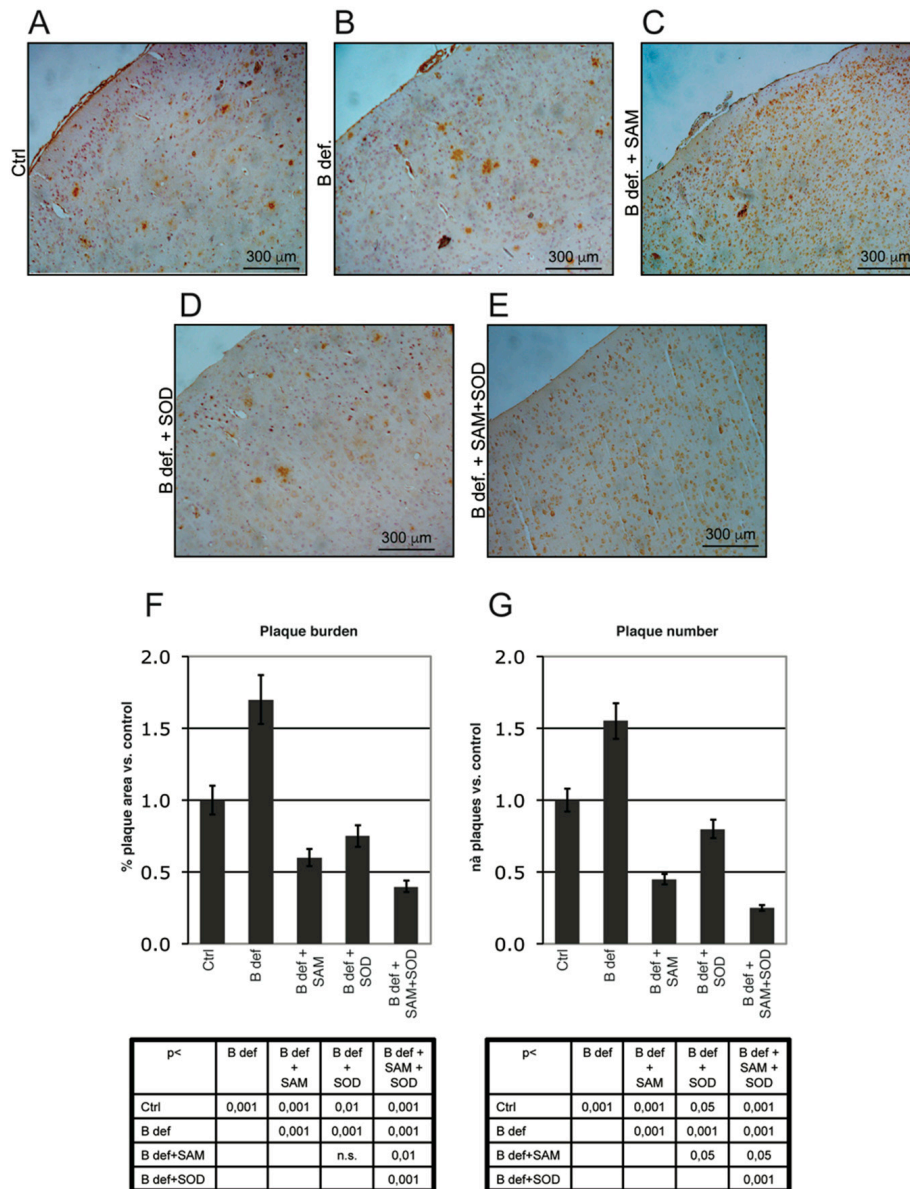 A
B
C
Ctrl
B def.
B def. + SAM
300 μm
300 μm
300 μm
D
E
B def. + SOD
B def. + SAM+SOD
300 μm
300 μm
F
Plaque burden
% plaque area vs. control
2.0
1.5
1.0
0.5
0.0
Ctrl
B def
B def +
SAM
B def +
SOD
B def +
SAM+SOD
G
Plaque number
nà plaques vs. control
2.0
1.5
1.0
0.5
0.0
Ctrl
B def
B def +
SAM
B def +
SOD
B def +
SAM+SOD
p< B def B def + SAM B def + SOD B def + SAM + SOD
Ctrl 0,001 0,001 0,01 0,001
B def 0,001 0,001 0,001
B def+SAM n.s. 0,01
B def+SOD 0,001
p< B def B def + SAM B def + SOD B def + SAM + SOD
Ctrl 0,001 0,001 0,05 0,001
B def 0,001 0,001 0,001
B def+SAM 0,05 0,05
B def+SOD 0,001